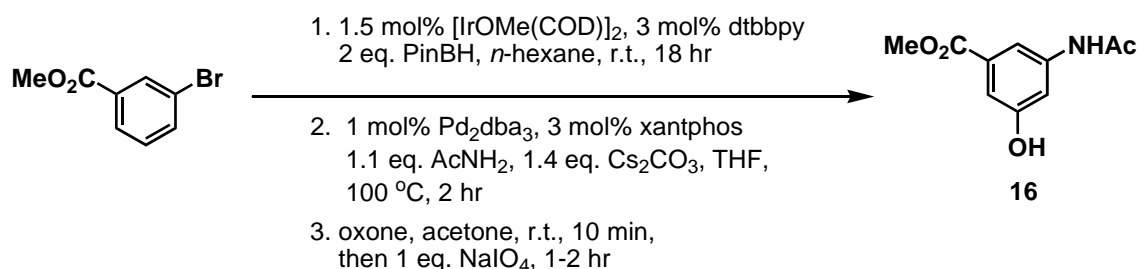 1. 1.5 mol% [IrOMe(COD)]2, 3 mol% dtbbpy
2 eq. PinBH, n-hexane, r.t., 18 hr
MeO2C
Br
2. 1 mol% Pd2dba3, 3 mol% xantphos
1.1 eq. AcNH2, 1.4 eq. Cs2CO3, THF,
100 °C, 2 hr
3. oxone, acetone, r.t., 10 min,
then 1 eq. NaIO4, 1-2 hr
MeO2C
NHAc
OH
16